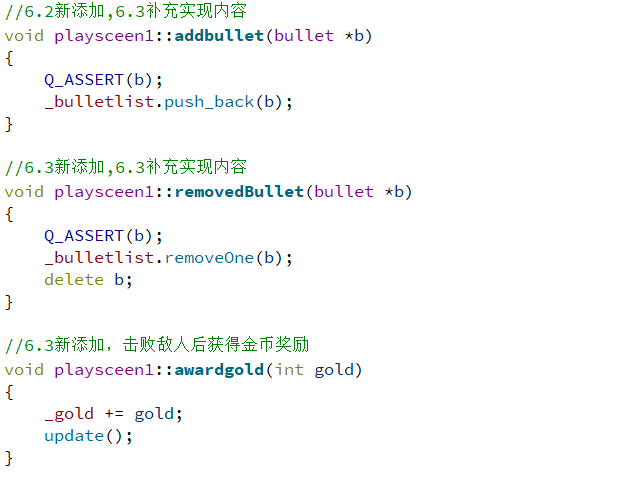 //6.2新添加,6.3补充实现内容
void playsceen1::addbullet(bullet *b)
{
    Q_ASSERT(b);
    _bulletlist.push_back(b);
}

//6.3新添加,6.3补充实现内容
void playsceen1::removedBullet(bullet *b)
{
    Q_ASSERT(b);
    _bulletlist.removeOne(b);
    delete b;
}

//6.3新添加，击败敌人后获得金币奖励
void playsceen1::awardgold(int gold)
{
    _gold += gold;
    update();
}